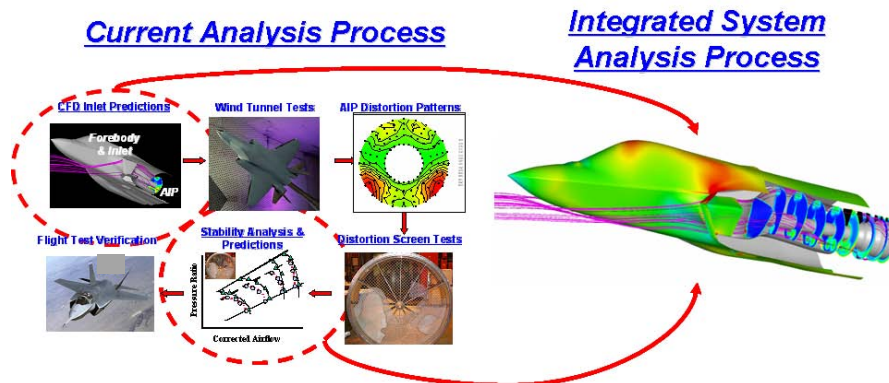 Current Analysis Process
Integrated System
Analysis Process
CFD Inlet Predictions
Wind Tunnel Tests
AIP Distortion Patterns
Forebody
& Inlet
AIP
Flight Test Verification
Stability Analysis &
Predictions
Distortion Screen Tests
Pressure Ratio
Corrected Airflow